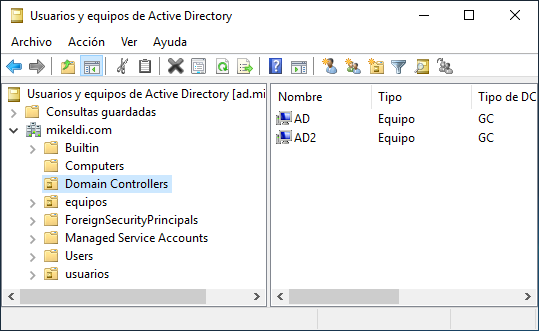 Usuarios y equipos de Active Directory
Archivo Acción Ver Ayuda
Usuarios y equipos de Active Directory [ad.mi
Consultas guardadas
mikeldi.com
Builtin
Computers
Domain Controllers
equipos
ForeignSecurityPrincipals
Managed Service Accounts
Users
usuarios
Nombre Tipo Tipo de DC
AD Equipo GC
AD2 Equipo GC